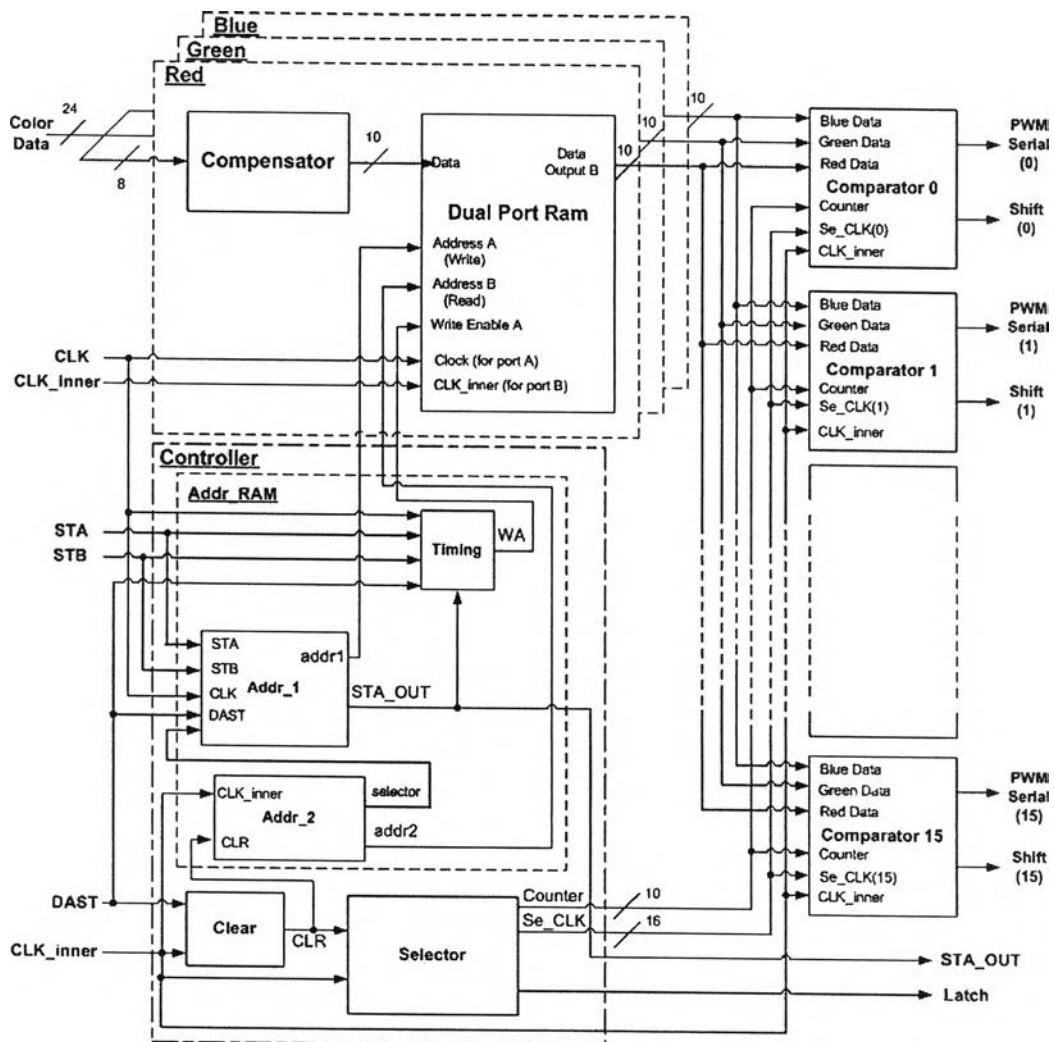 Blue
Green
Red
Color
Data
24
8
Compensator
10
Data
Data
Output B
Dual Port Ram
Address A
(Write)
Address B
(Read)
Write Enable A
Clock (for port A)
CLK_inner (for port B)
10
10
10
CLK
CLK_inner
Blue Data
Green Data
Red Data
Comparator 0
Counter
Se_CLK(0)
CLK_inner
PWM
Serial
(0)
Shift
(0)
Blue Data
Green Data
Red Data
Comparator 1
Counter
Se_CLK(1)
CLK_inner
PWM
Serial
(1)
Shift
(1)
Controller
Addr_RAM
STA
STB
Timing
WA
STA
STB
CLK
DAST
addr1
Addr_1
STA_OUT
CLK_inner
CLR
Addr_2
selector
addr2
Blue Data
Green Data
Red Data
Comparator 15
Counter
Se_CLK(15)
CLK_inner
PWM
Serial
(15)
Shift
(15)
DAST
CLK_inner
Clear
CLR
Selector
Counter
10
Se_CLK
16
STA_OUT
Latch